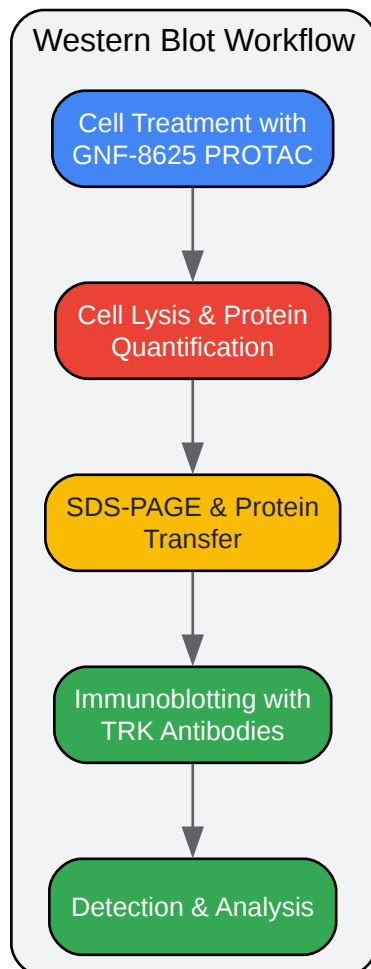 Western Blot Workflow
Cell Treatment with
GNF-8625 PROTAC
Cell Lysis & Protein
Quantification
SDS-PAGE & Protein
Transfer
Immunoblotting with
TRK Antibodies
Detection & Analysis